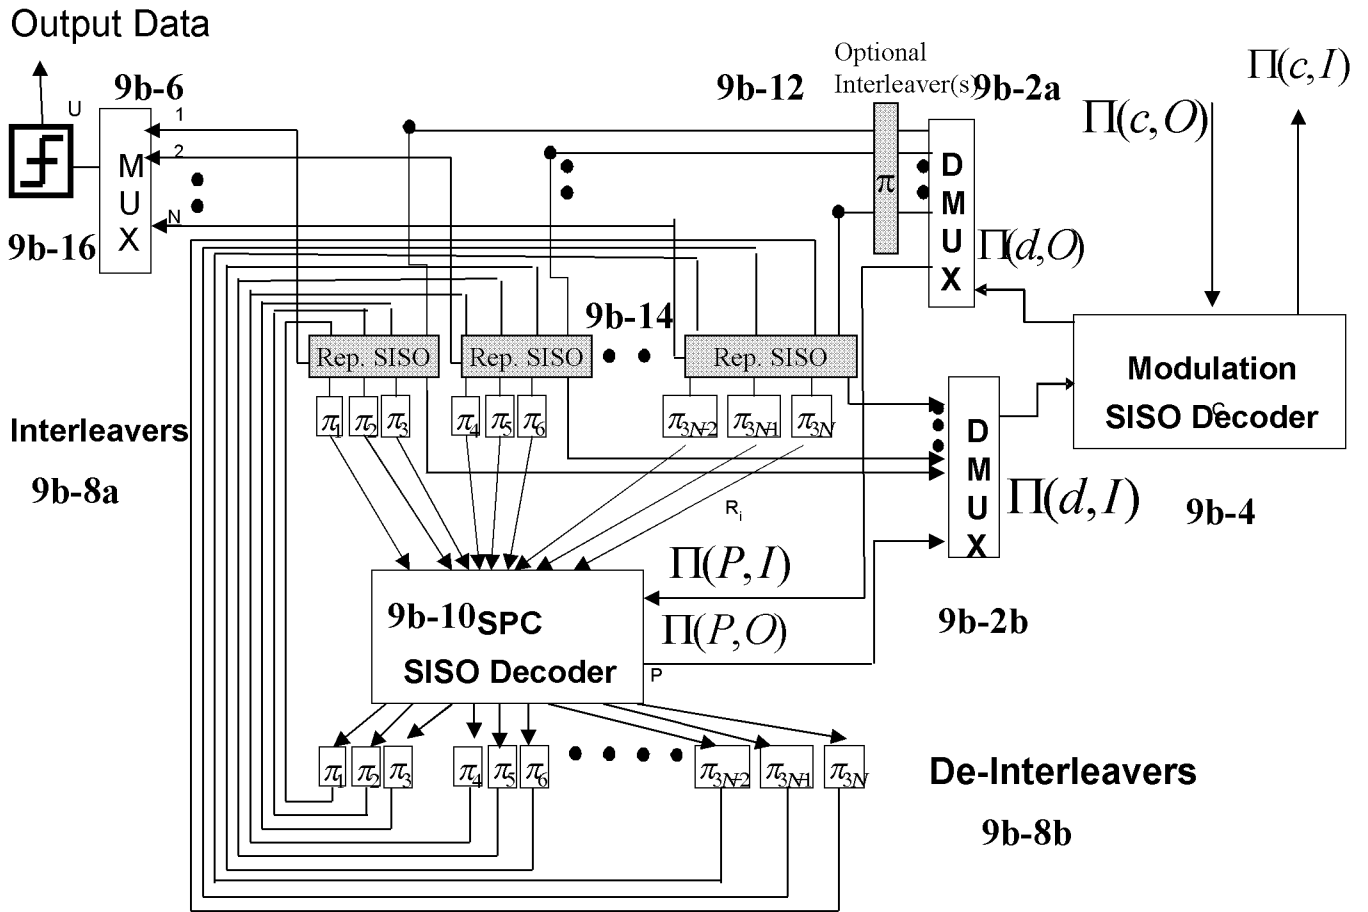 Output Data
Optional
Interleaver(s)
9b-6
9b-12
9b-2a
Π(c,I)
Π(c,O)
U
1
2
N
M
U
X
π
D
M
U
X
9b-16
Π(d,O)
9b-14
Rep. SISO
Rep. SISO
Rep. SISO
Modulation
SISO Decoder
C
Interleavers
9b-8a
π1
π2
π3
π4
π5
π6
π3N-2
π3N-1
π3N
D
M
U
X
Π(d,I)
9b-4
Ri
Π(P,I)
9b-10
SPC
SISO Decoder
Π(P,O)
P
9b-2b
π1
π2
π3
π4
π5
π6
π3N-2
π3N-1
π3N
De-Interleavers
9b-8b